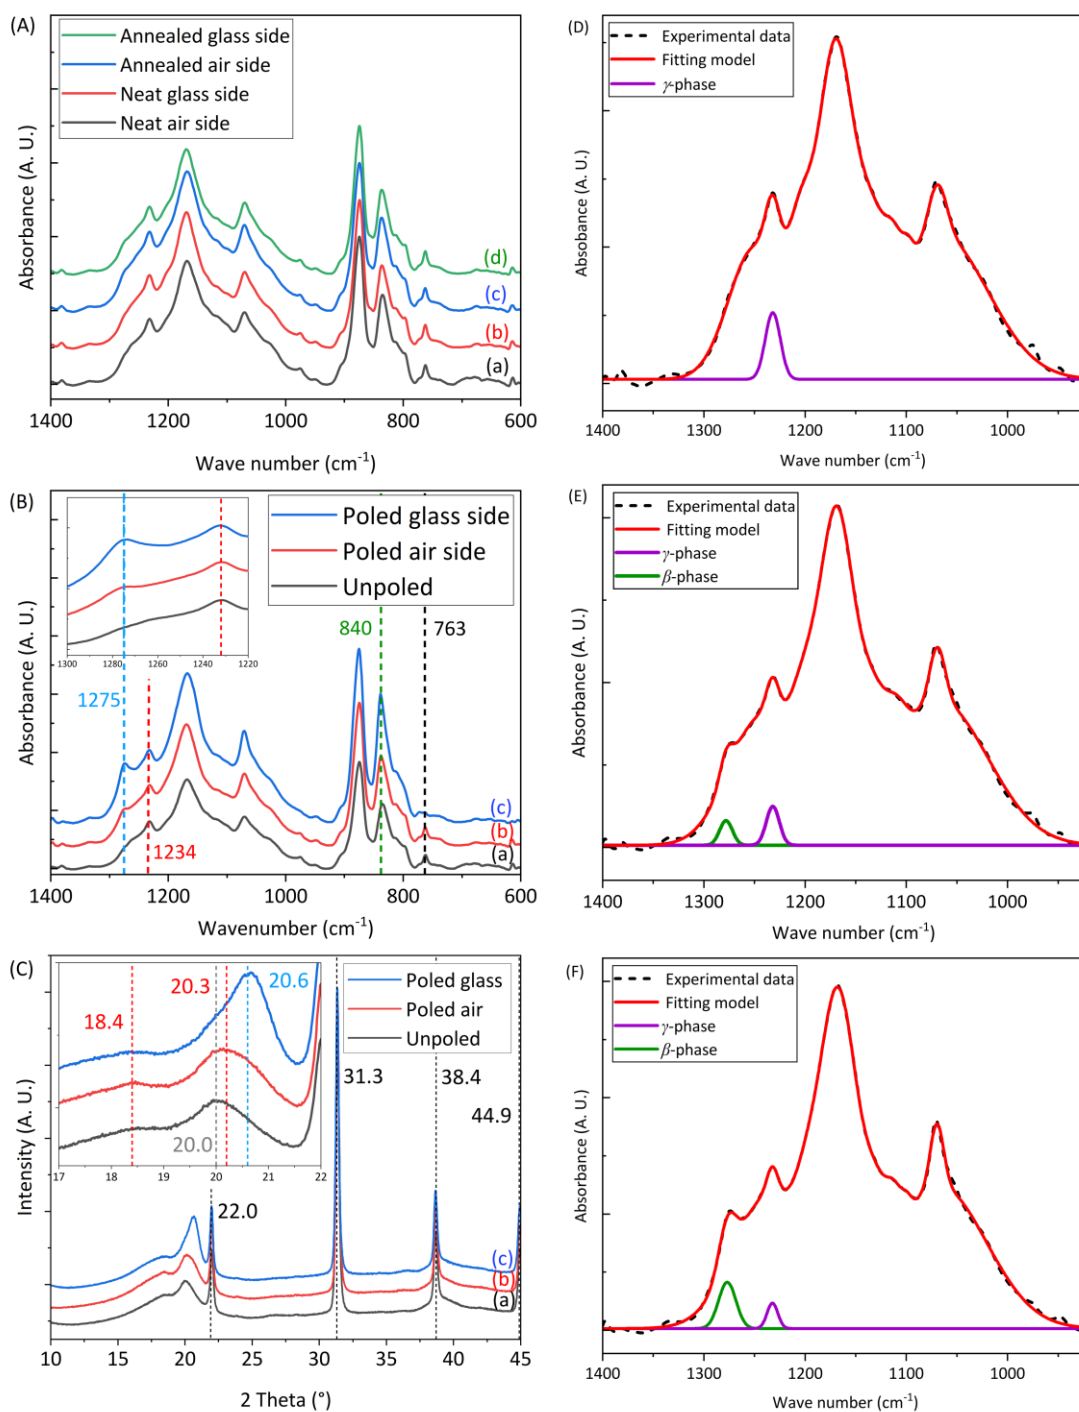 (A)
Annealed glass side
Annealed air side
Neat glass side
Neat air side
Absorbance (A. U.)
(d)
(c)
(b)
(a)
1400 1200 1000 800 600
Wave number (cm-1)
(B)
Poled glass side
Poled air side
Unpoled
1300 1280 1260 1240 1220
840
763
1275
1234
Absorbance (A. U.)
(c)
(b)
(a)
1400 1200 1000 800 600
Wavenumber (cm-1)
(C)
Poled glass
Poled air
Unpoled
20.3
20.6
18.4
20.0
17 18 19 20 21 22
31.3
38.4
44.9
22.0
Intensity (A. U.)
(c)
(b)
(a)
10 15 20 25 30 35 40 45
2 Theta (°)
(D)
Experimental data
Fitting model
γ-phase
Absobance (A. U.)
1400 1300 1200 1100 1000
Wave number (cm-1)
(E)
Experimental data
Fitting model
γ-phase
β-phase
Absorbance (A. U.)
1400 1300 1200 1100 1000
Wave number (cm-1)
(F)
Experimental data
Fitting model
γ-phase
β-phase
Absorbance (A. U.)
1400 1300 1200 1100 1000
Wave number (cm-1)